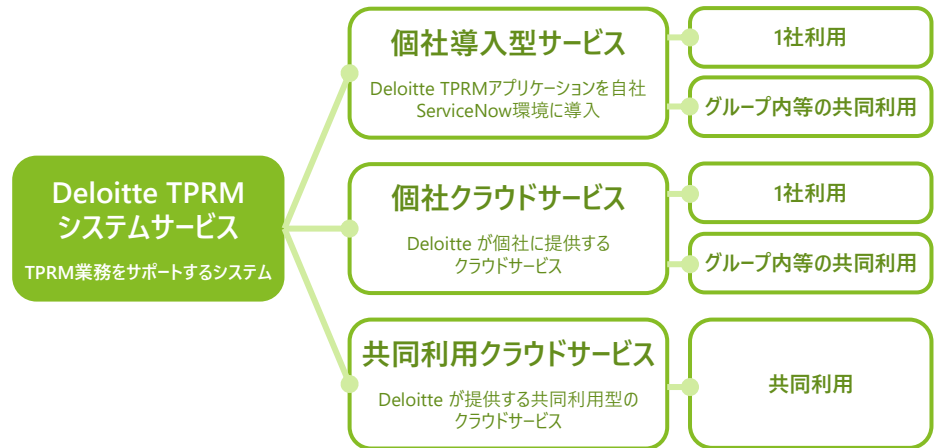 Deloitte TPRM
システムサービス
TPRM業務をサポートするシステム
個社導入型サービス
Deloitte TPRMアプリケーションを自社
ServiceNow環境に導入
1社利用
グループ内等の共同利用
個社クラウドサービス
Deloitte が個社に提供する
クラウドサービス
1社利用
グループ内等の共同利用
共同利用クラウドサービス
Deloitte が提供する共同利用型の
クラウドサービス
共同利用